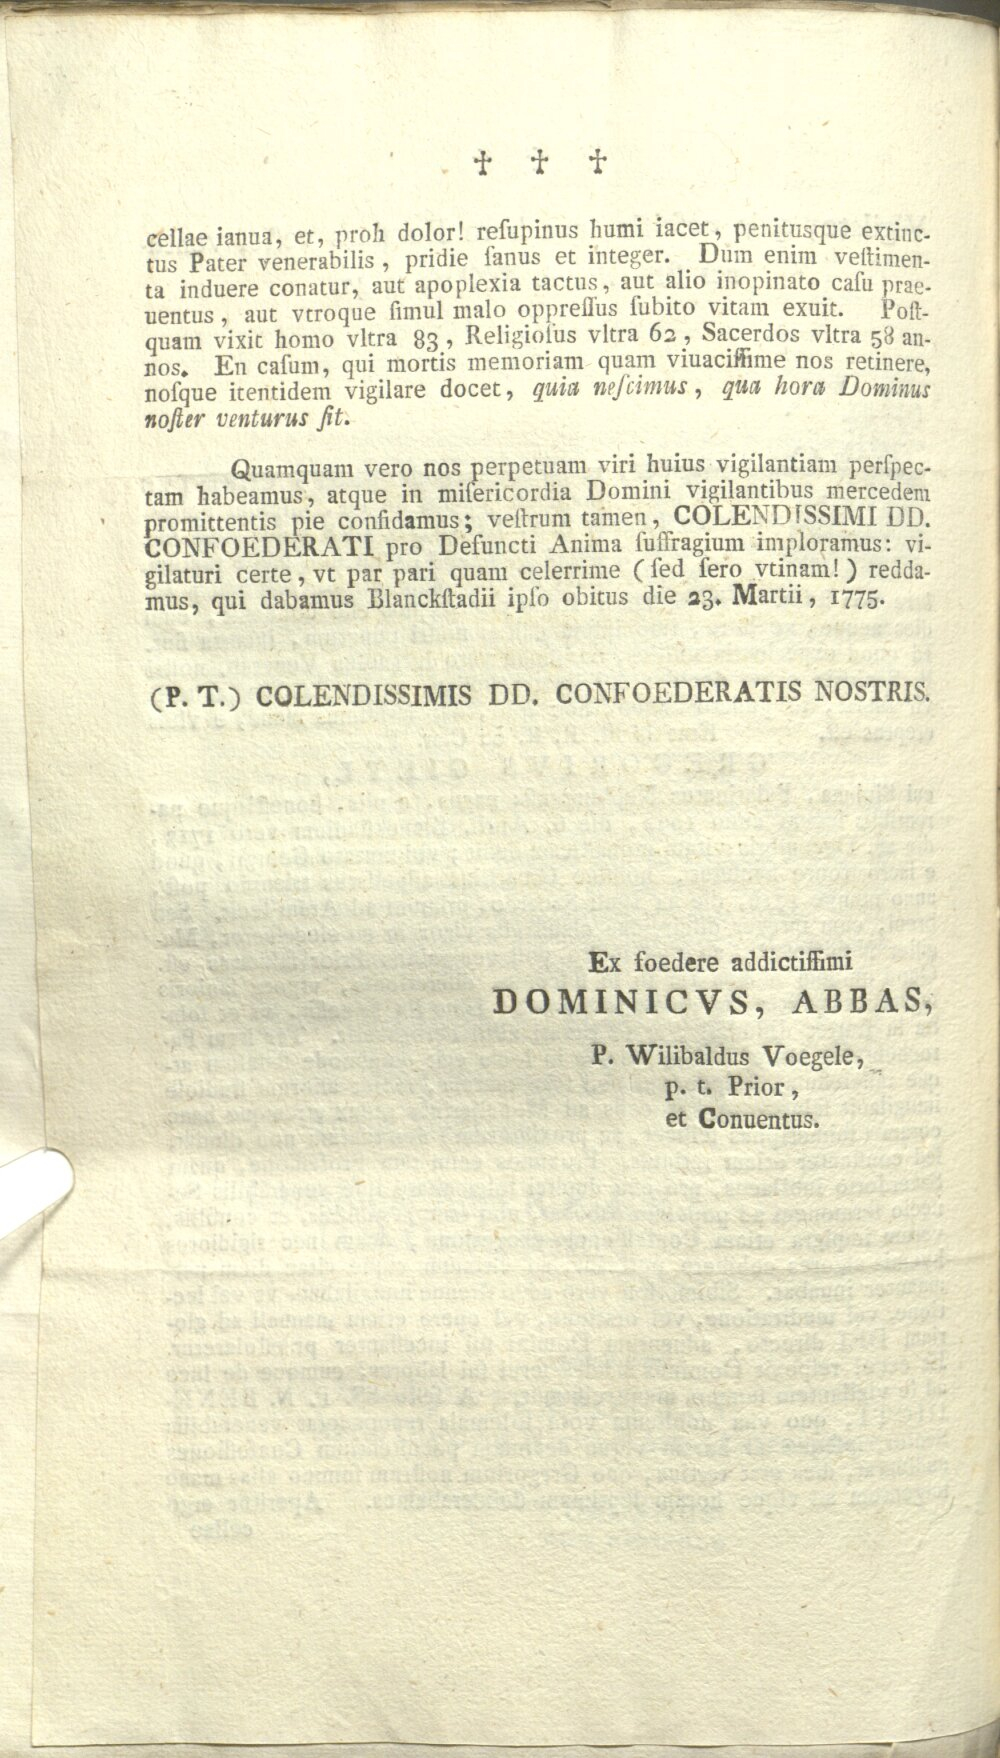 † † †
cellae ianua, et, proh dolor! reſupinus humi iacet, penitusque extinc-
tus Pater venerabilis, pridie ſanus et integer. Dum enim veſtimen-
ta induere conatur, aut apoplexia tactus, aut alio inopinato caſu prae-
uentus, aut vtroque ſimul malo oppreſſus ſubito vitam exuit. Poſt-
quam vixit homo vltra 83, Religioſus vltra 62, Sacerdos vltra 58 an-
nos. En caſum, qui mortis memoriam quam viuaciſſime nos retinere,
noſque itentidem vigilare docet, quia neſcimus, qua hora Dominus
noſter venturus ſit.
Quamquam vero nos perpetuam viri huius vigilantiam perſpec-
tam habeamus, atque in miſericordia Domini vigilantibus mercedem
promittentis pie confidamus; veſtrum tamen, COLENDISSIMI DD.
CONFOEDERATI pro Defuncti Anima ſuffragium imploramus: vi-
gilaturi certe, vt par pari quam celerrime (ſed ſero vtinam!) redda-
mus, qui dabamus Blanckſtadii ipſo obitus die 23. Martii, 1775.
(P. T.) COLENDISSIMIS DD. CONFOEDERATIS NOSTRIS.
Ex foedere addictiſſimi
DOMINICVS, ABBAS,
P. Wilibaldus Voegele,
p. t. Prior,
et Conuentus.